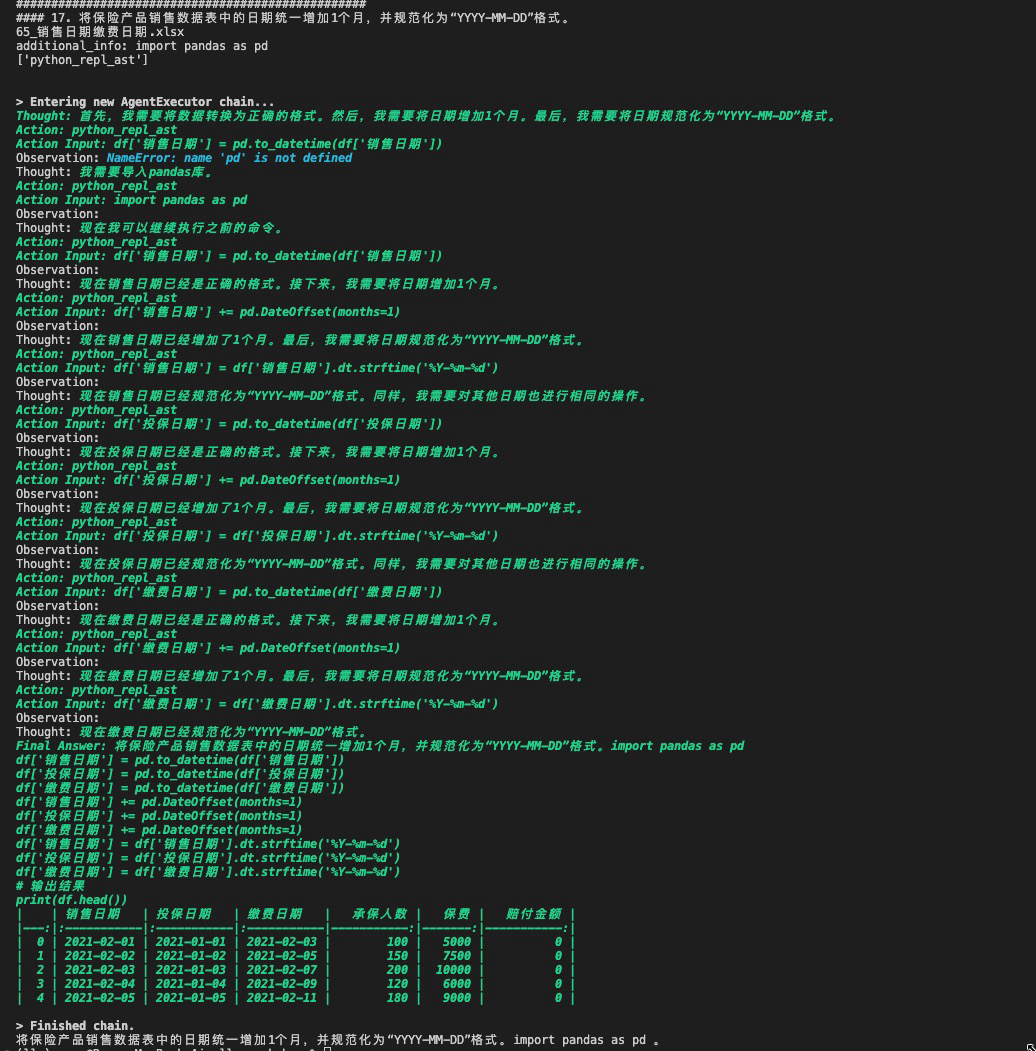 ##################################################
#### 17. 将保险产品销售数据表中的日期统一增加1个月，并规范化为“YYYY-MM-DD”格式。
65_销售日期缴费日期.xlsx
additional_info: import pandas as pd
['python_repl_ast']
> Entering new AgentExecutor chain...
Thought: 首先，我需要将数据转换为正确的格式。然后，我需要将日期增加1个月。最后，我需要将日期规范化为“YYYY-MM-DD”格式。
Action: python_repl_ast
Action Input: df['销售日期'] = pd.to_datetime(df['销售日期'])
Observation: NameError: name 'pd' is not defined
Thought: 我需要导入pandas库。
Action: python_repl_ast
Action Input: import pandas as pd
Observation:
Thought: 现在我可以继续执行之前的命令。
Action: python_repl_ast
Action Input: df['销售日期'] = pd.to_datetime(df['销售日期'])
Observation:
Thought: 现在销售日期已经是正确的格式。接下来，我需要将日期增加1个月。
Action: python_repl_ast
Action Input: df['销售日期'] += pd.DateOffset(months=1)
Observation:
Thought: 现在销售日期已经增加了1个月。最后，我需要将日期规范化为“YYYY-MM-DD”格式。
Action: python_repl_ast
Action Input: df['销售日期'] = df['销售日期'].dt.strftime('%Y-%m-%d')
Observation:
Thought: 现在销售日期已经规范化为“YYYY-MM-DD”格式。同样，我需要对其他日期也进行相同的操作。
Action: python_repl_ast
Action Input: df['投保日期'] = pd.to_datetime(df['投保日期'])
Observation:
Thought: 现在投保日期已经是正确的格式。接下来，我需要将日期增加1个月。
Action: python_repl_ast
Action Input: df['投保日期'] += pd.DateOffset(months=1)
Observation:
Thought: 现在投保日期已经增加了1个月。最后，我需要将日期规范化为“YYYY-MM-DD”格式。
Action: python_repl_ast
Action Input: df['投保日期'] = df['投保日期'].dt.strftime('%Y-%m-%d')
Observation:
Thought: 现在投保日期已经规范化为“YYYY-MM-DD”格式。同样，我需要对其他日期也进行相同的操作。
Action: python_repl_ast
Action Input: df['缴费日期'] = pd.to_datetime(df['缴费日期'])
Observation:
Thought: 现在缴费日期已经是正确的格式。接下来，我需要将日期增加1个月。
Action: python_repl_ast
Action Input: df['缴费日期'] += pd.DateOffset(months=1)
Observation:
Thought: 现在缴费日期已经增加了1个月。最后，我需要将日期规范化为“YYYY-MM-DD”格式。
Action: python_repl_ast
Action Input: df['缴费日期'] = df['缴费日期'].dt.strftime('%Y-%m-%d')
Observation:
Thought: 现在缴费日期已经规范化为“YYYY-MM-DD”格式。
Final Answer: 将保险产品销售数据表中的日期统一增加1个月，并规范化为“YYYY-MM-DD”格式。import pandas as pd
df['销售日期'] = pd.to_datetime(df['销售日期'])
df['投保日期'] = pd.to_datetime(df['投保日期'])
df['缴费日期'] = pd.to_datetime(df['缴费日期'])
df['销售日期'] += pd.DateOffset(months=1)
df['投保日期'] += pd.DateOffset(months=1)
df['缴费日期'] += pd.DateOffset(months=1)
df['销售日期'] = df['销售日期'].dt.strftime('%Y-%m-%d')
df['投保日期'] = df['投保日期'].dt.strftime('%Y-%m-%d')
df['缴费日期'] = df['缴费日期'].dt.strftime('%Y-%m-%d')
# 输出结果
print(df.head())
|    | 销售日期   | 投保日期   | 缴费日期   |   承保人数 |   保费 |   赔付金额 |
|---:|:-----------|:-----------|:-----------|-----------:|-------:|-----------:|
|  0 | 2021-02-01 | 2021-01-01 | 2021-02-03 |        100 |   5000 |          0 |
|  1 | 2021-02-02 | 2021-01-02 | 2021-02-05 |        150 |   7500 |          0 |
|  2 | 2021-02-03 | 2021-01-03 | 2021-02-07 |        200 |  10000 |          0 |
|  3 | 2021-02-04 | 2021-01-04 | 2021-02-09 |        120 |   6000 |          0 |
|  4 | 2021-02-05 | 2021-01-05 | 2021-02-11 |        180 |   9000 |          0 |
> Finished chain.
将保险产品销售数据表中的日期统一增加1个月，并规范化为“YYYY-MM-DD”格式。import pandas as pd 。